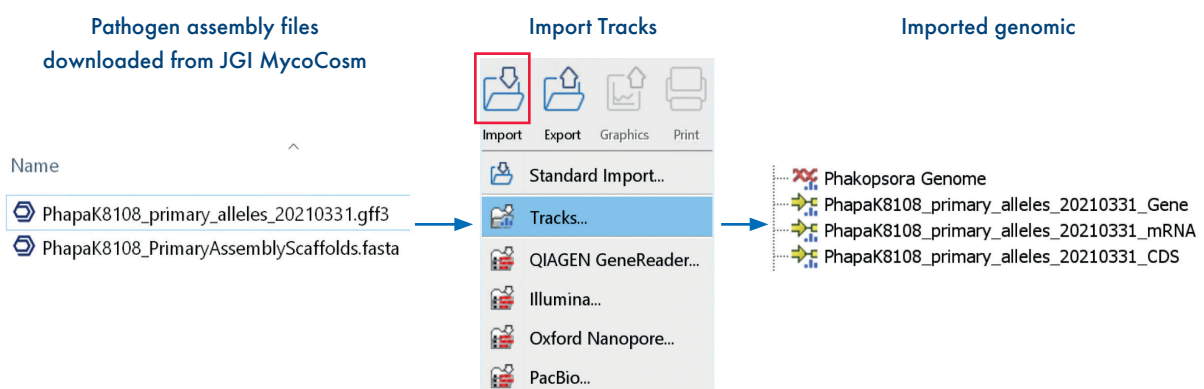 Pathogen assembly files
downloaded from JGI MycoCosm
Name
PhapaK8108_primary_alleles_20210331.gff3
PhapaK8108_PrimaryAssemblyScaffolds.fasta
Import Tracks
Import Export Graphics Print
Standard Import...
Tracks...
QIAGEN GeneReader...
Illumina...
Oxford Nanopore...
PacBio...
Imported genomic
Phakopsora Genome
PhapaK8108_primary_alleles_20210331_Gene
PhapaK8108_primary_alleles_20210331_mRNA
PhapaK8108_primary_alleles_20210331_CDS